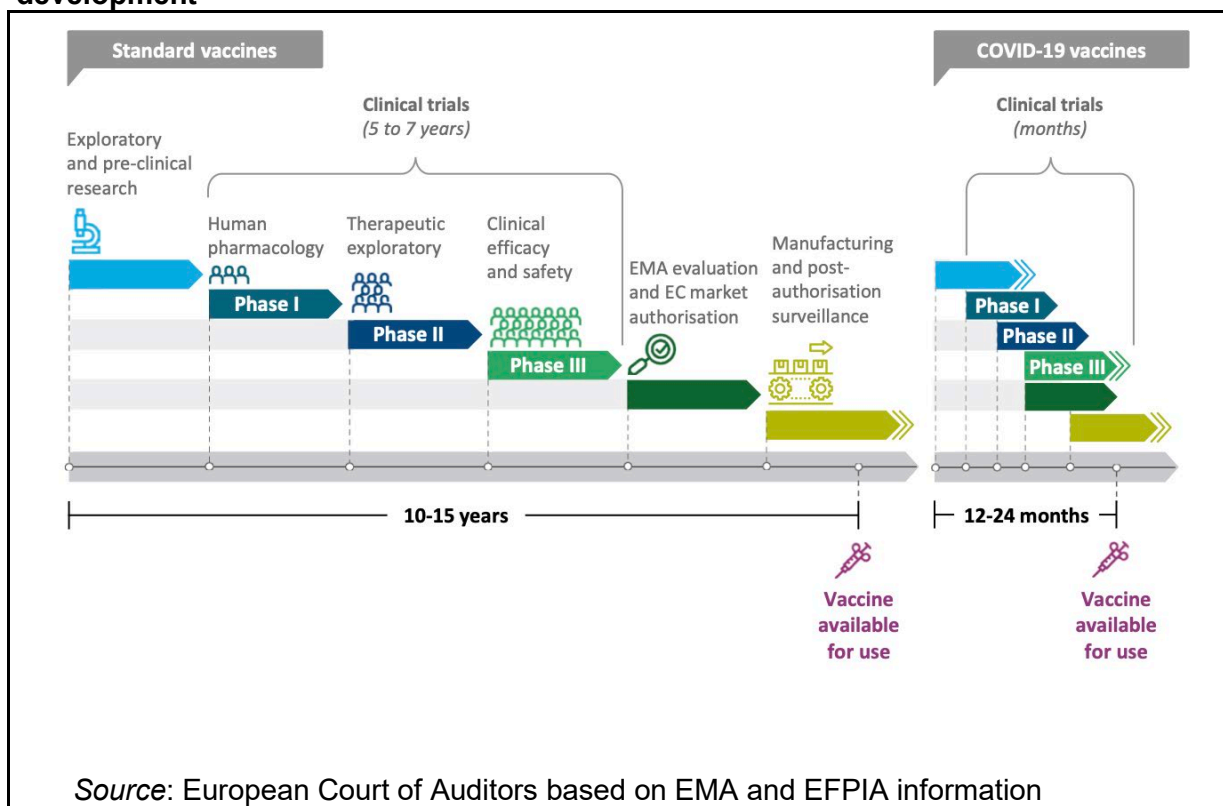 development
Standard vaccines
COVID-19 vaccines
Clinical trials
(5 to 7 years)
Clinical trials
(months)
Exploratory
and pre-clinical
research
Human
pharmacology
Therapeutic
exploratory
Clinical
efficacy
and safety
EMA evaluation
and EC market
authorisation
Manufacturing
and post-
authorisation
surveillance
Phase I
Phase II
Phase III
Phase I
Phase II
Phase III
10-15 years
12-24 months
Vaccine
available
for use
Vaccine
available
for use
Source: European Court of Auditors based on EMA and EFPIA information